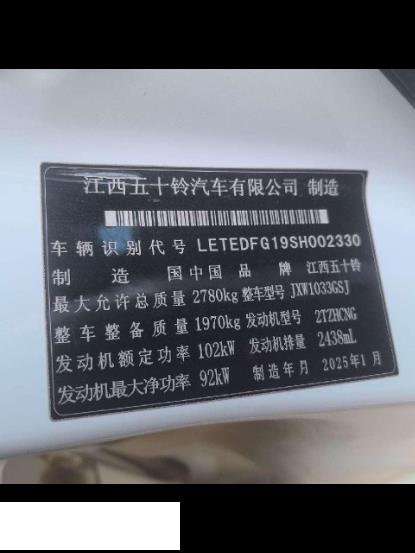 江西五十铃汽车有限公司 制造
车辆识别代号 LETEDFG19SH002330
制造国 中国 品牌 江西五十铃
最大允许总质量 2780kg 整车型号 JXW1033GSJ
整车整备质量 1970kg 发动机型号 2TZHCNG
发动机额定功率 102kW 发动机排量 2438mL
发动机最大净功率 92kW 制造年月 2025年1月